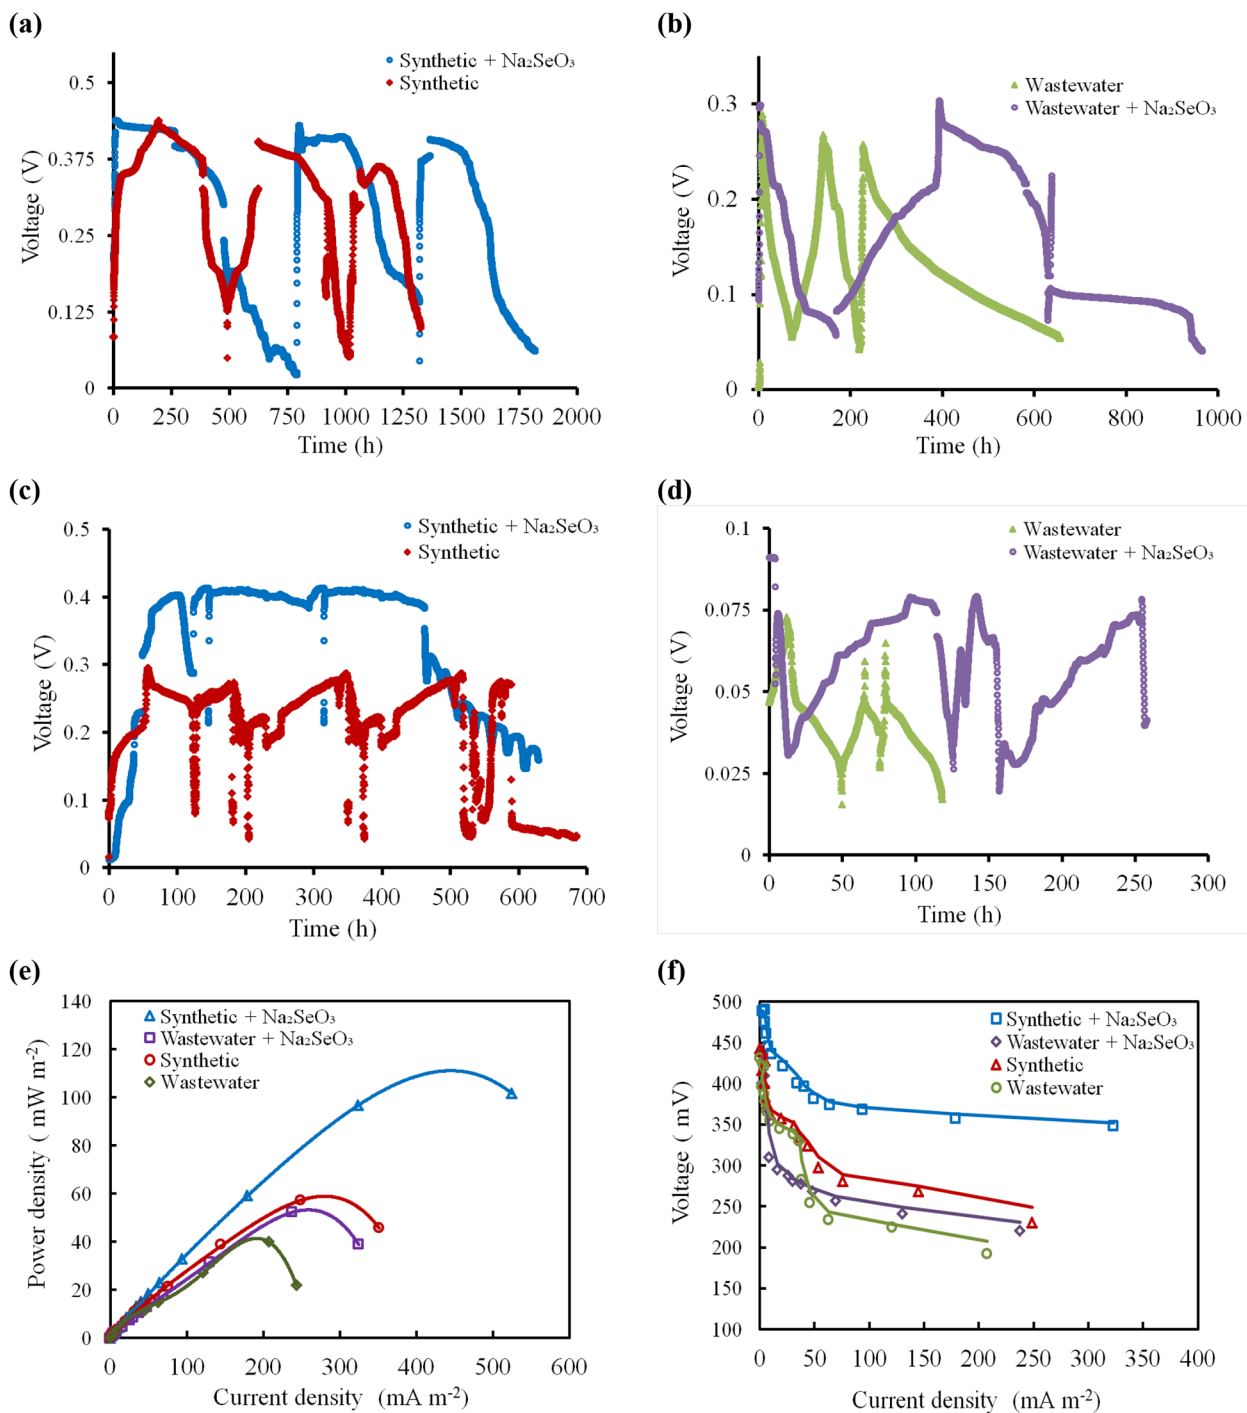 (a)
Synthetic + Na₂SeO₃
Synthetic
0.5
0.375
0.25
0.125
0
Voltage (V)
0 250 500 750 1000 1250 1500 1750 2000
Time (h)
(b)
Wastewater
Wastewater + Na₂SeO₃
0.3
0.2
0.1
0
Voltage (V)
0 200 400 600 800 1000
Time (h)
(c)
Synthetic + Na₂SeO₃
Synthetic
0.5
0.4
0.3
0.2
0.1
0
Voltage (V)
0 100 200 300 400 500 600 700
Time (h)
(d)
Wastewater
Wastewater + Na₂SeO₃
0.1
0.075
0.05
0.025
0
Voltage (V)
0 50 100 150 200 250 300
Time (h)
(e)
Synthetic + Na₂SeO₃
Wastewater + Na₂SeO₃
Synthetic
Wastewater
140
120
100
80
60
40
20
0
Power density ( mW m⁻²)
0 100 200 300 400 500 600
Current density (mA m⁻²)
(f)
Synthetic + Na₂SeO₃
Wastewater + Na₂SeO₃
Synthetic
Wastewater
500
450
400
350
300
250
200
150
100
Voltage ( mV)
0 50 100 150 200 250 300 350 400
Current density (mA m⁻²)